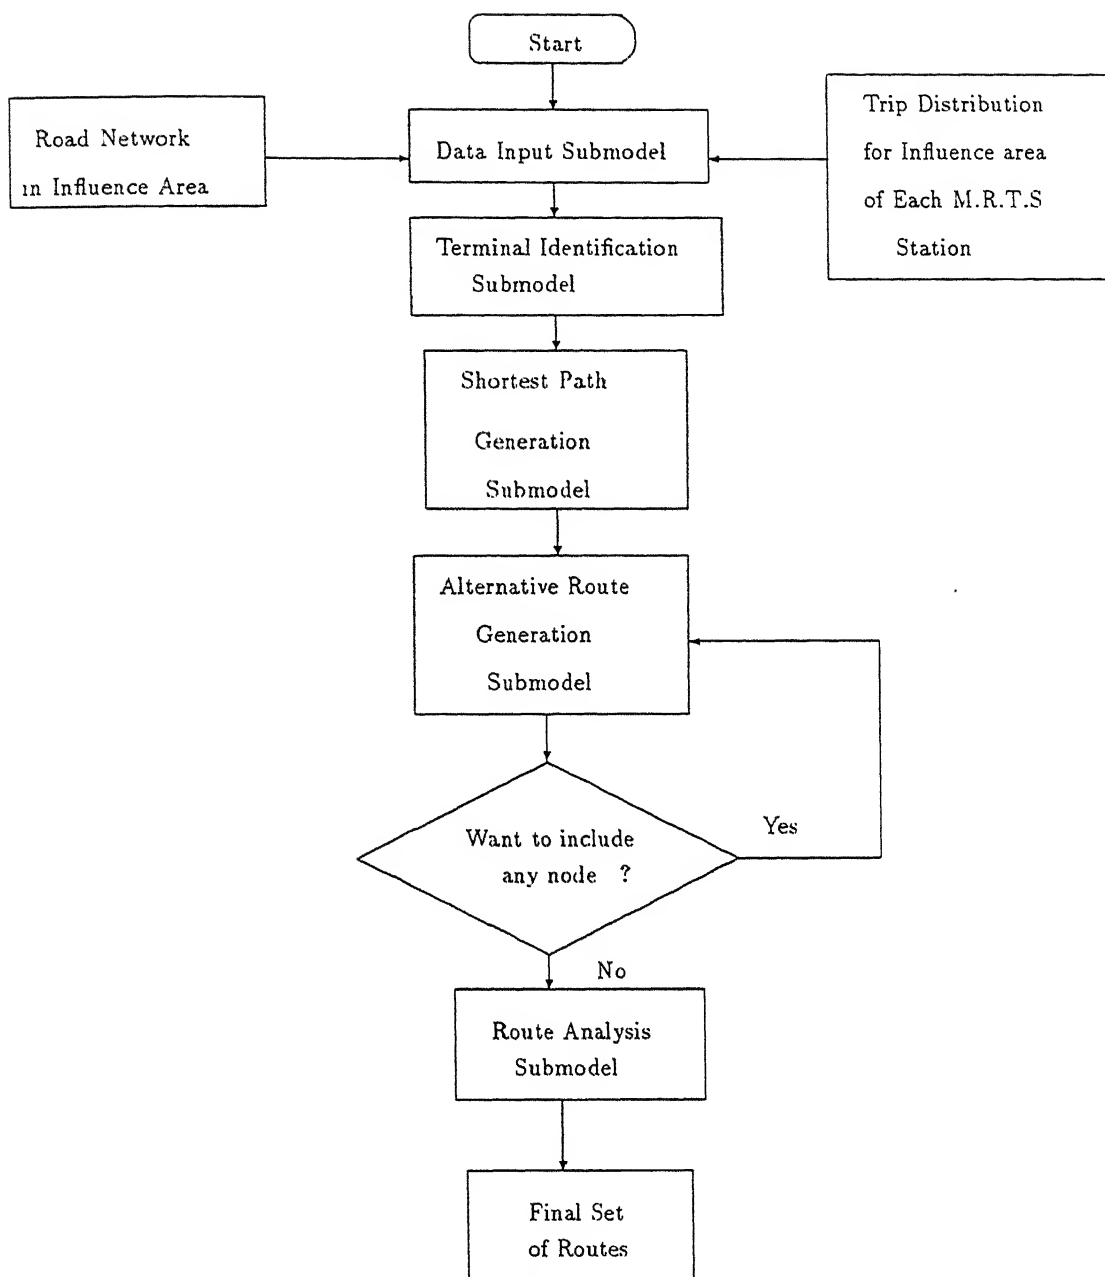 Start
Road Network
in Influence Area
Data Input Submodel
Trip Distribution
for Influence area
of Each M.R.T.S
Station
Terminal Identification
Submodel
Shortest Path
Generation
Submodel
Alternative Route
Generation
Submodel
Want to include
any node ?
Yes
No
Route Analysis
Submodel
Final Set
of Routes